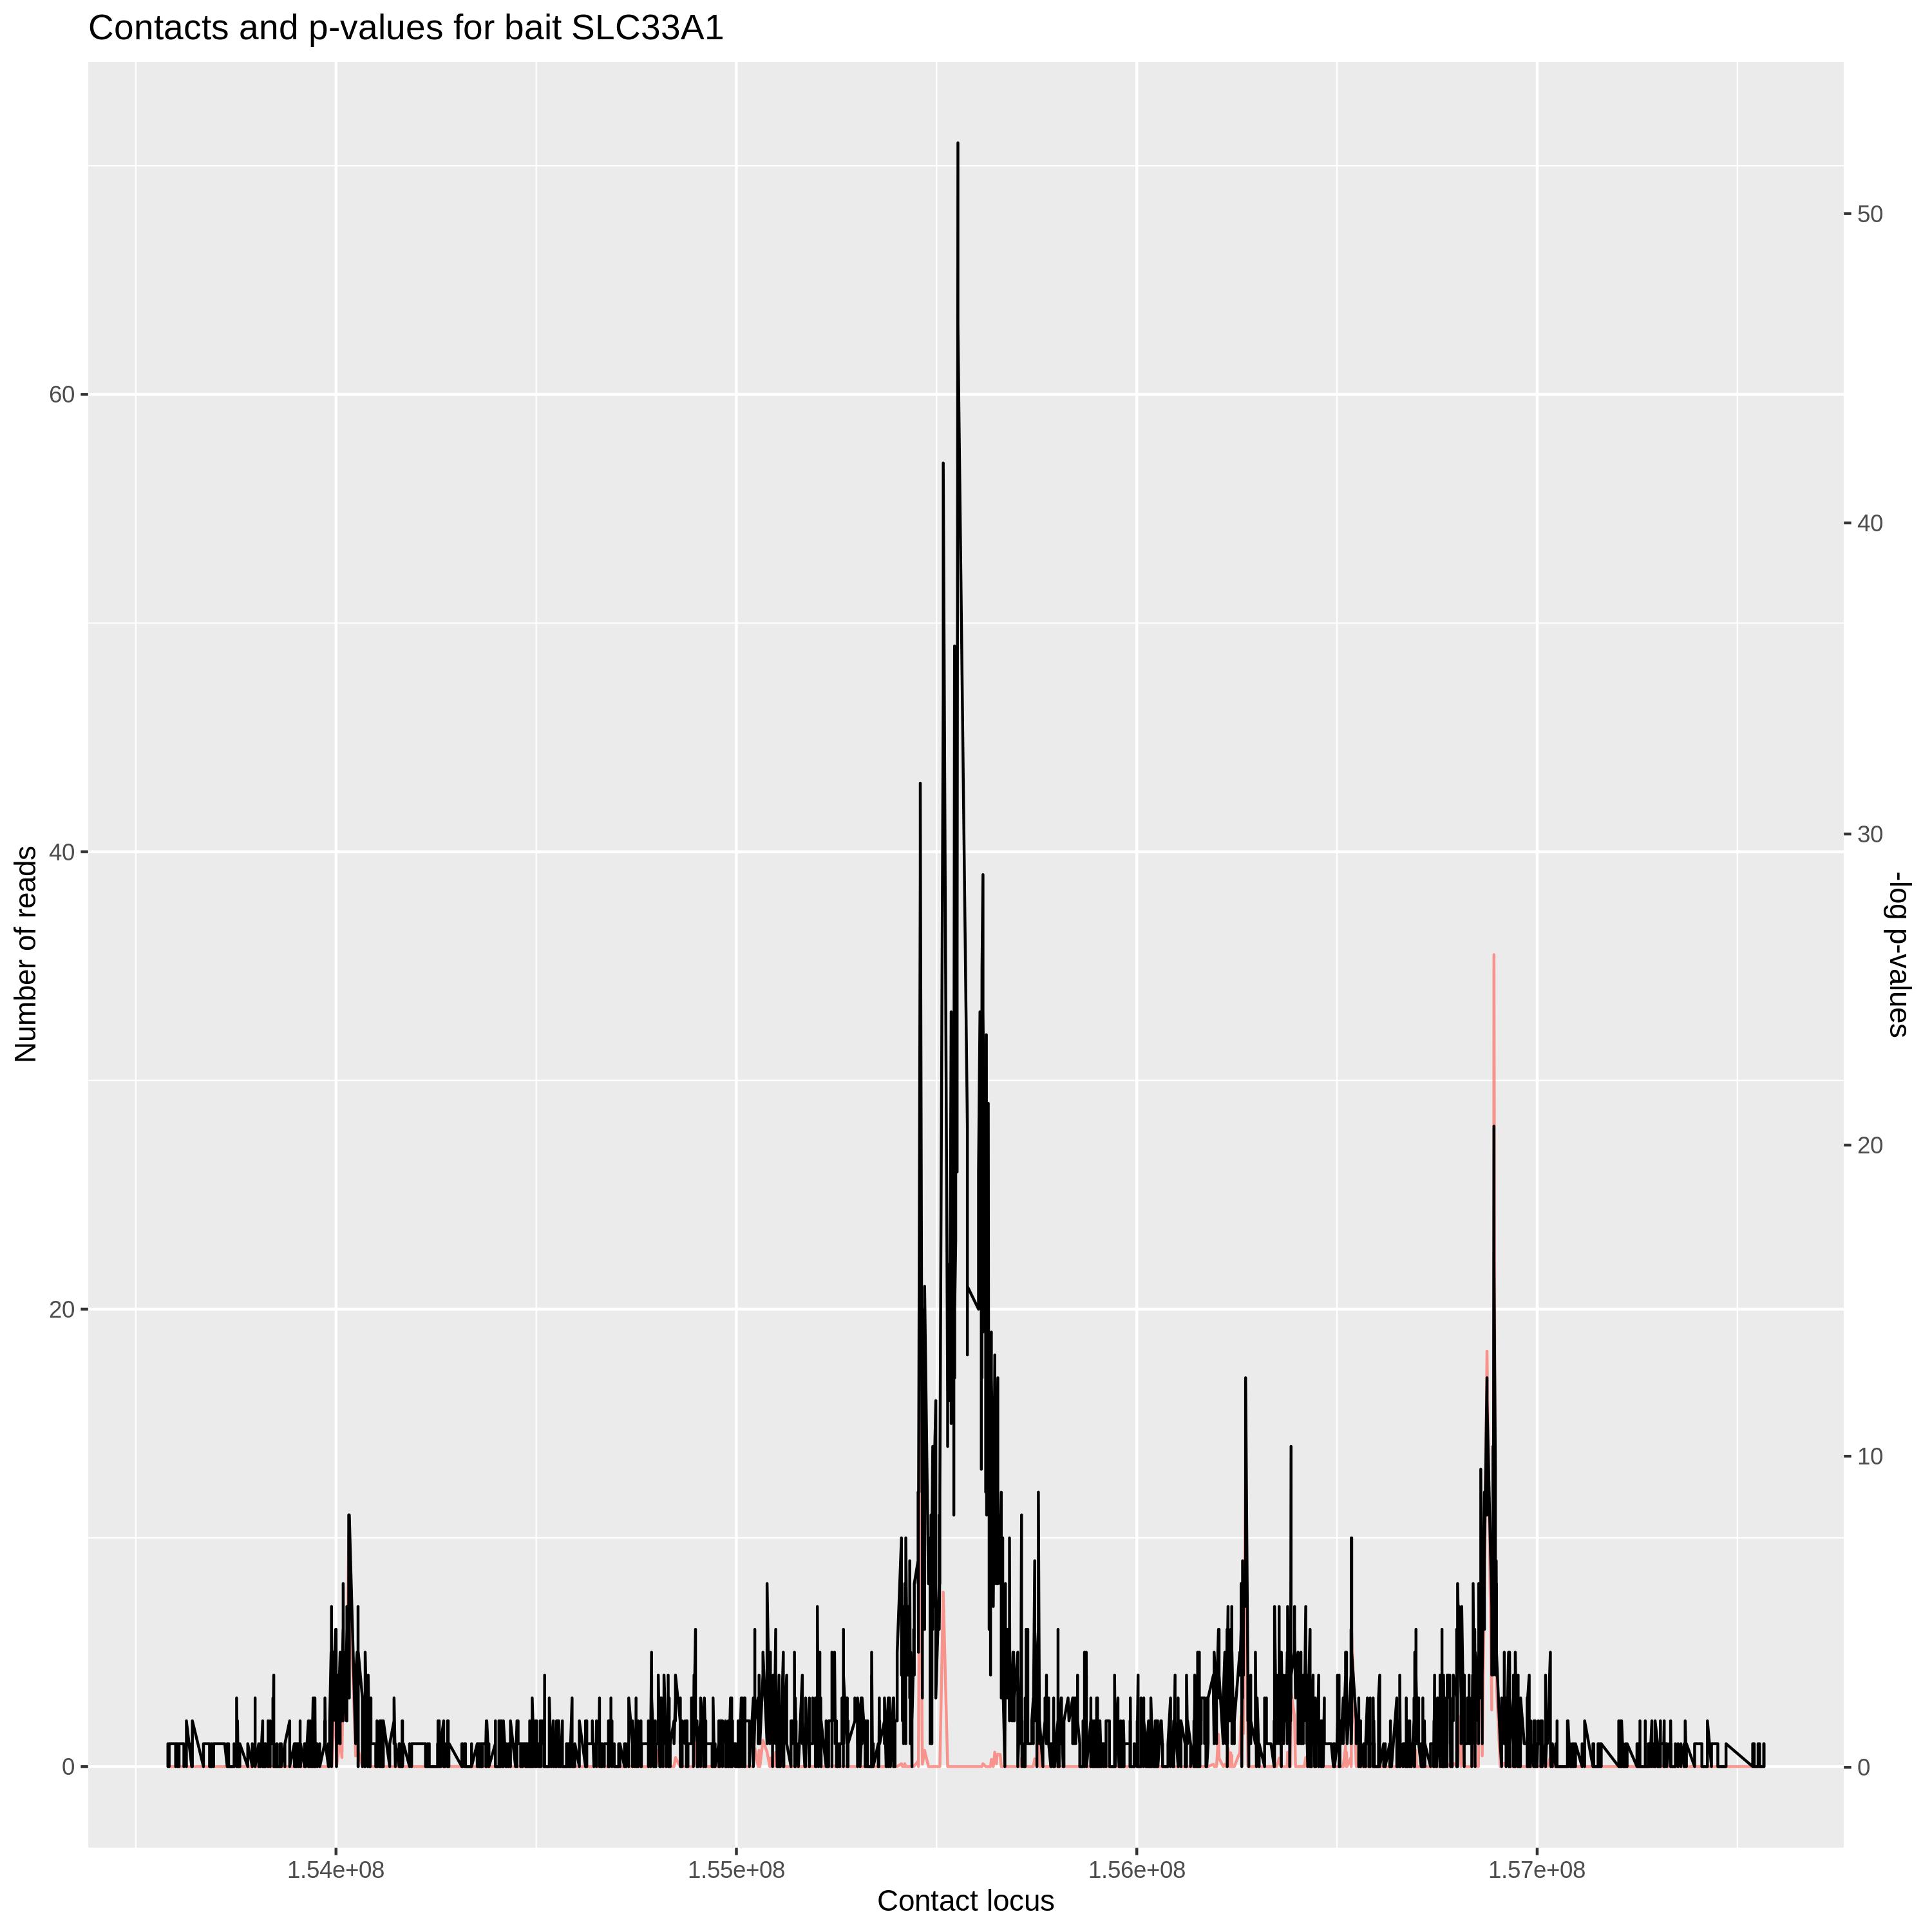 Contacts and p-values for bait SLC33A1
Number of reads
60
40
20
0
50
40
30
20
10
0
-log p-values
1.54e+08
1.55e+08
1.56e+08
1.57e+08
Contact locus